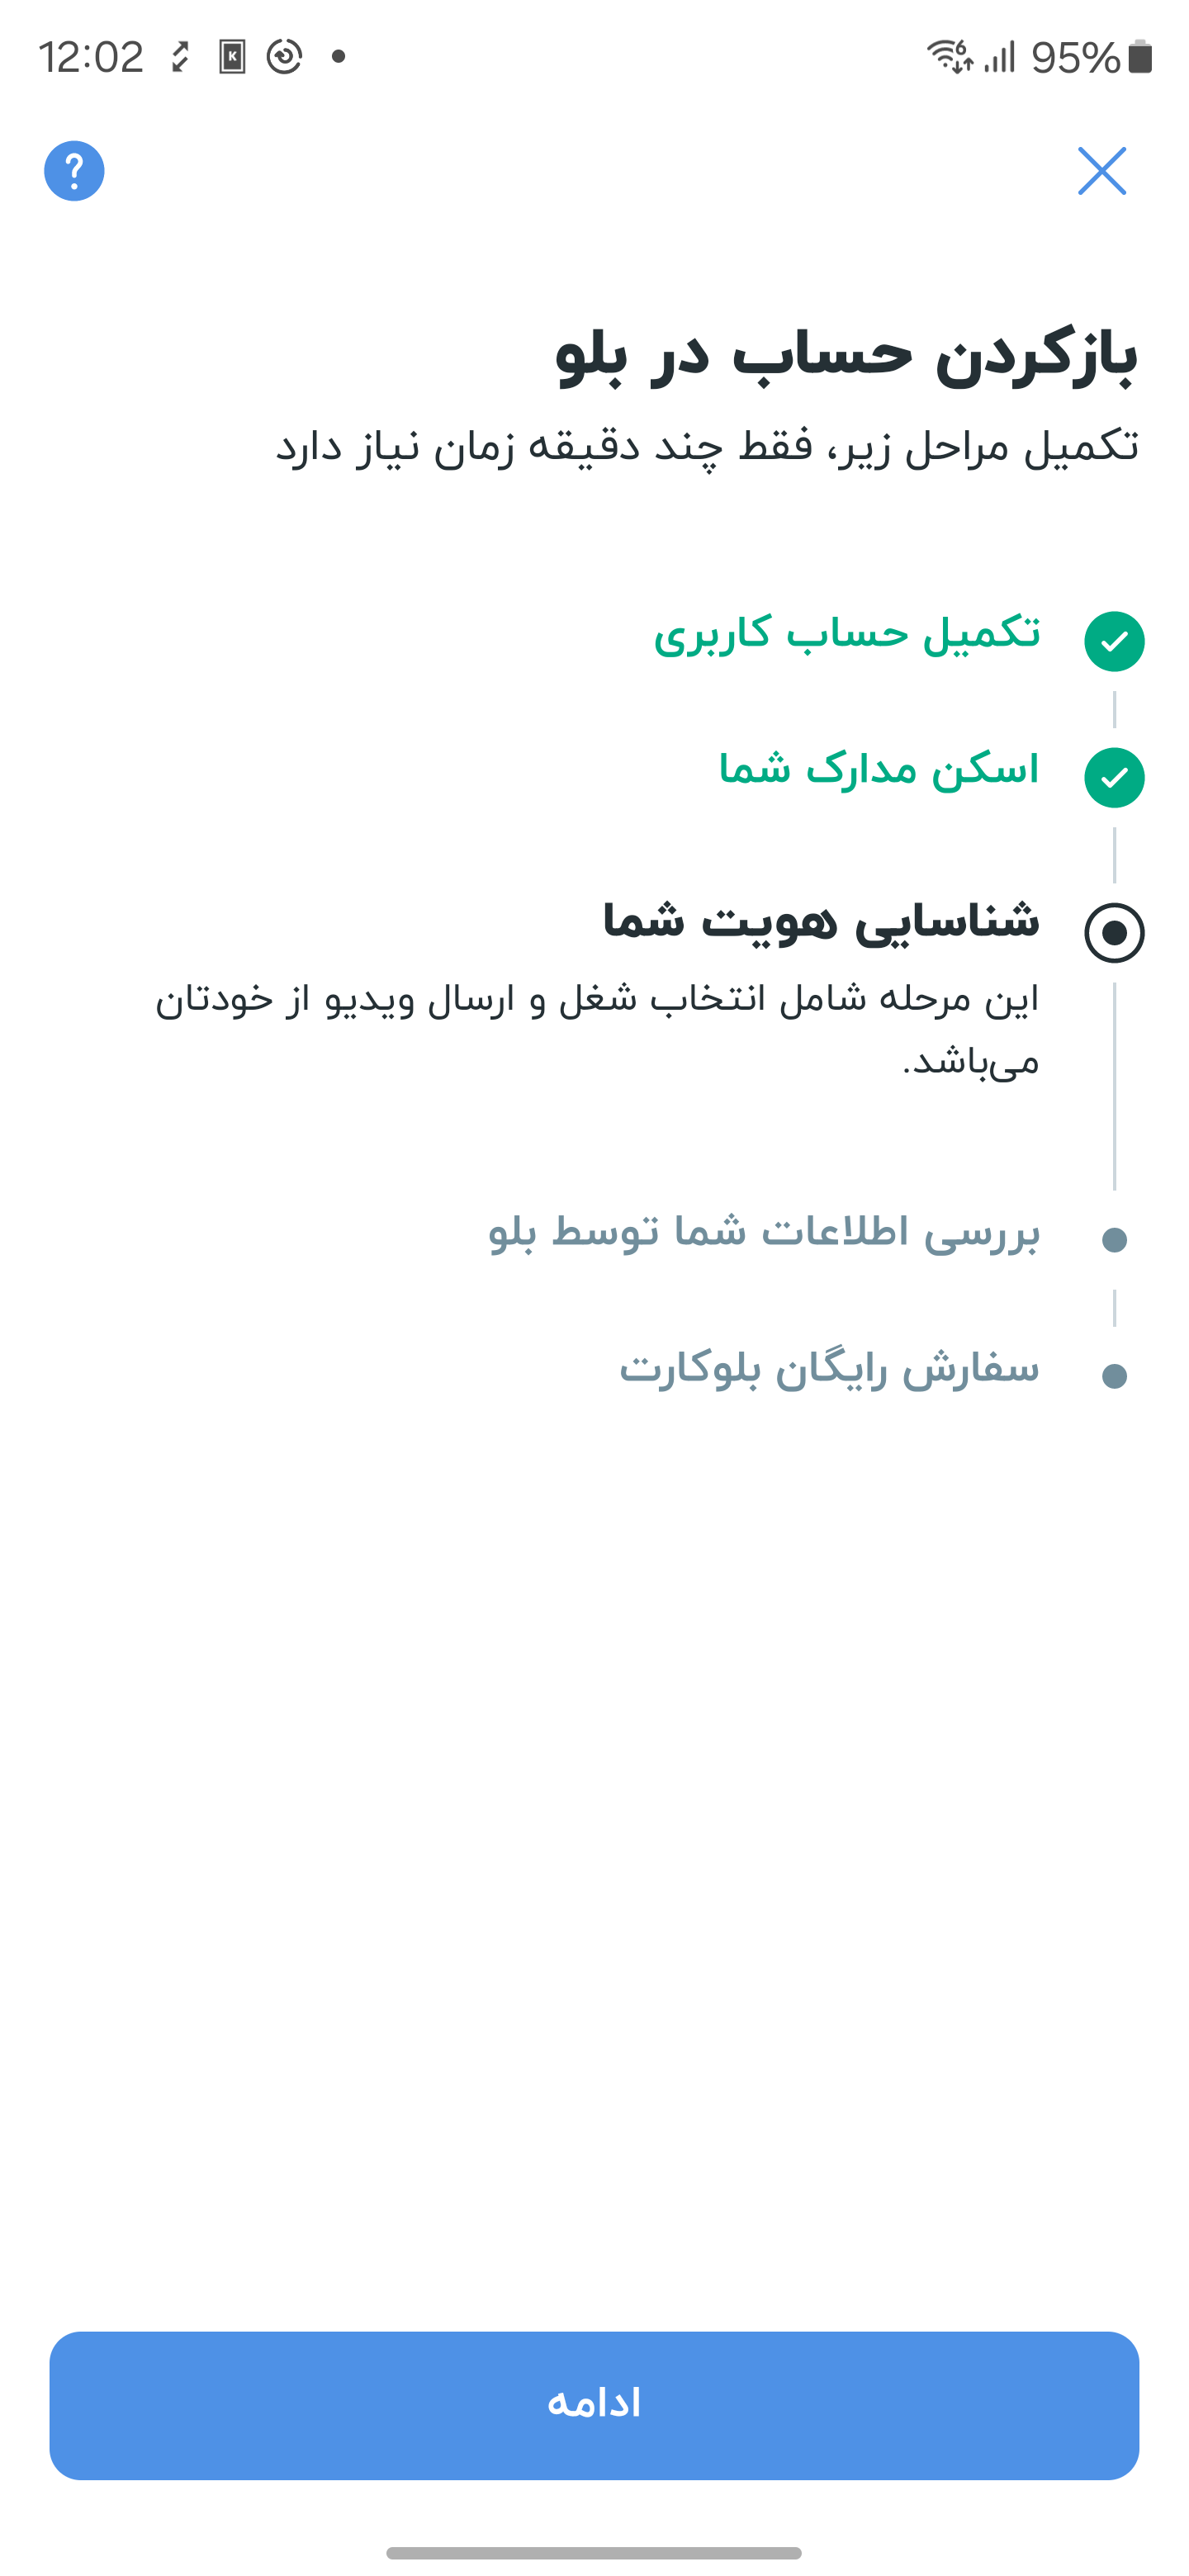 12:02
95%
بازکردن حساب در بلو
تکمیل مراحل زیر، فقط چند دقیقه زمان نیاز دارد
تکمیل حساب کاربری
اسکن مدارک شما
شناسایی هویت شما
این مرحله شامل انتخاب شغل و ارسال ویدیو از خودتان
می‌باشد.
بررسی اطلاعات شما توسط بلو
سفارش رایگان بلوکارت
ادامه